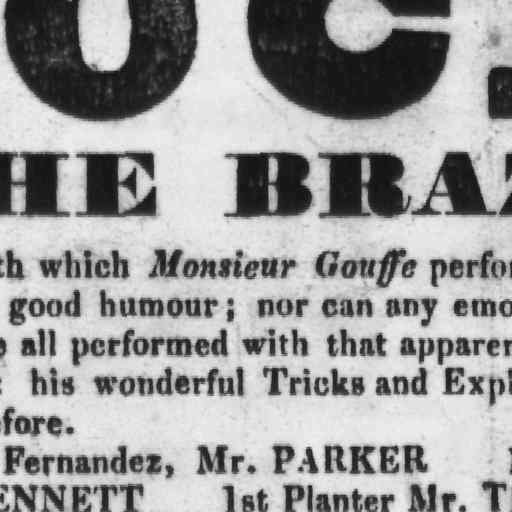 OC.
HE BRAZ
th which Monsieur Gouffe perfor
good humour; nor can any emo
all performed with that apparen
: his wonderful Tricks and Expl
fore.
Fernandez, Mr. PARKER
ENNETT 1st Planter Mr. T